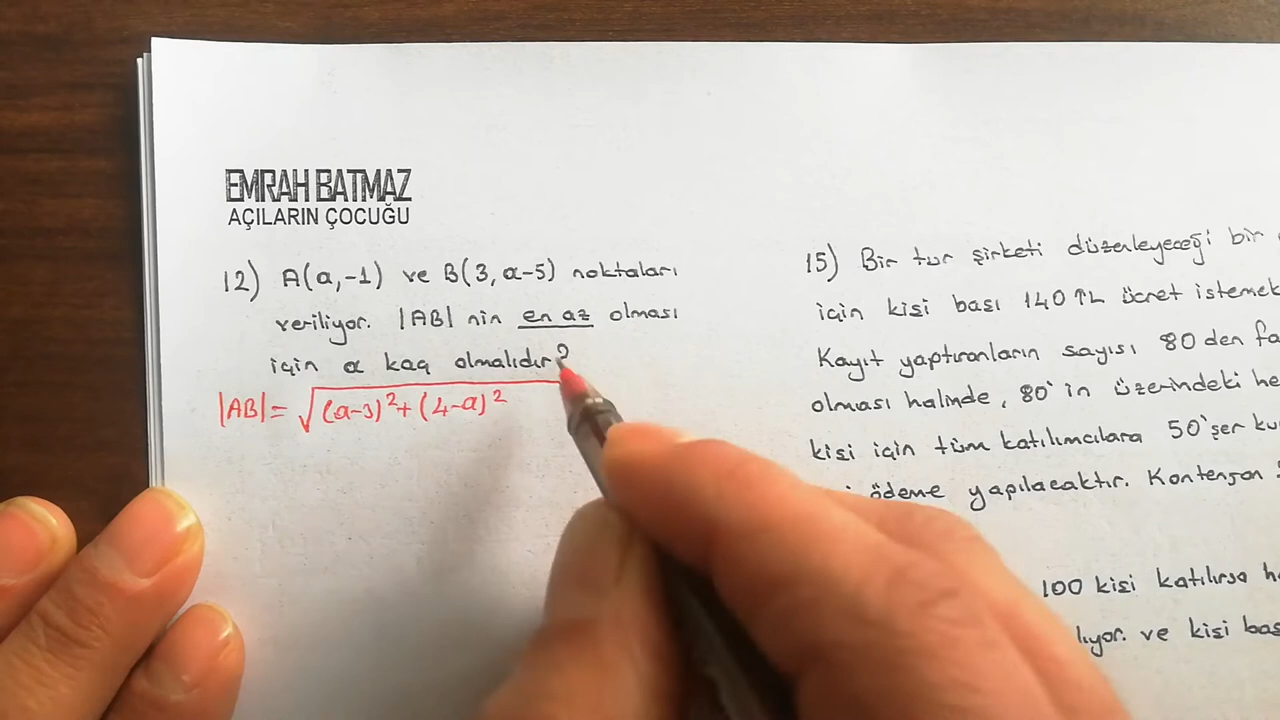 EMRAH BATMAZ
AÇILARIN ÇOCUĞU
12) A(a,-1) ve B(3, a-5) noktaları
veriliyor. |AB| nin en az olması
için a kaç olmalıdır?
|AB| = √(a-3)² + (4-a)²
15) Bir tur şirketi düzenleyeceği bir
için kişi başı 140 TL ücret istemek
Kayıt yaptıranların sayısı 80 den fa
olması halinde, 80'in üzerindeki he
kişi için tüm katılımcılara 50'şer ku
ödeme yapılacaktır. Kontenjan
100 kişi katılırsa
lıyor. ve kişi baş